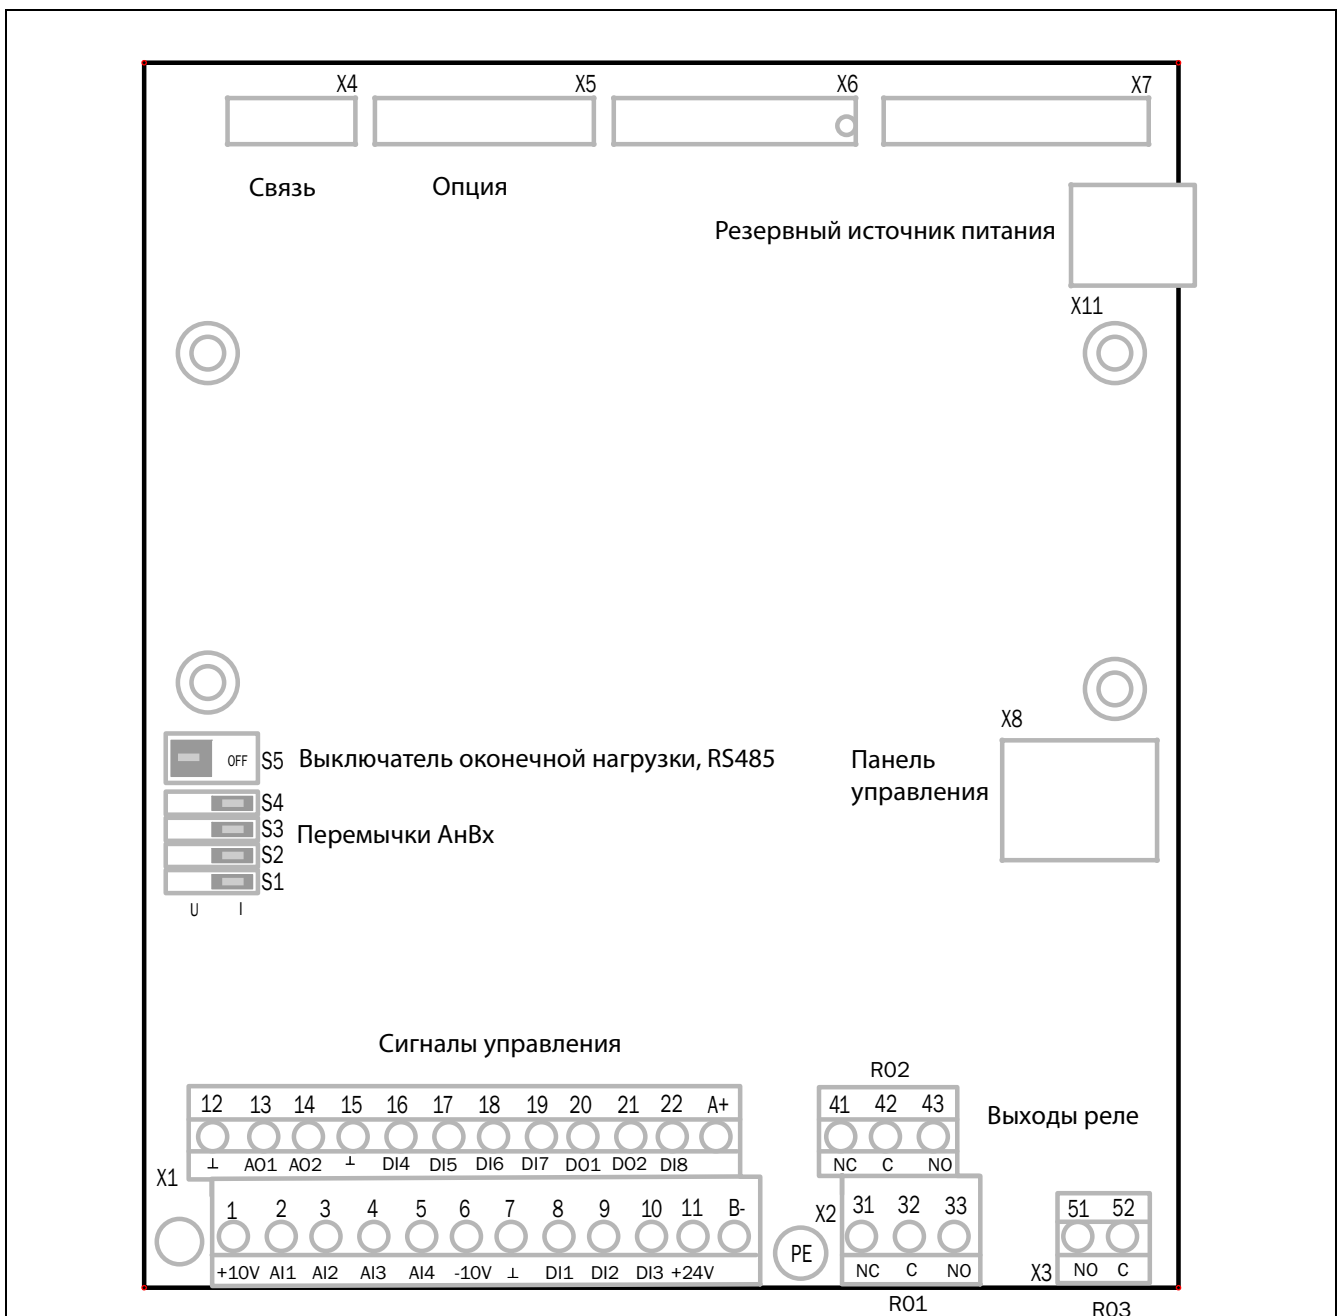 X4 X5 X6 X7
Связь Опция
Резервный источник питания
X11
X8
OFF S5 Выключатель оконечной нагрузки, RS485
Панель
управления
S4
S3
Перемычки АнВх
S2
S1
U I
Сигналы управления
RO2
Выходы реле
12 13 14 15 16 17 18 19 20 21 22 A+
41 42 43
⊥ AO1 AO2 ⊥ DI4 DI5 DI6 DI7 DO1 DO2 DI8
NC C NO
X1
1 2 3 4 5 6 7 8 9 10 11 B-
X2 31 32 33
51 52
PE
+10V AI1 AI2 AI3 AI4 -10V ⊥ DI1 DI2 DI3 +24V
NC C NO
X3 NO C
RO1
RO3